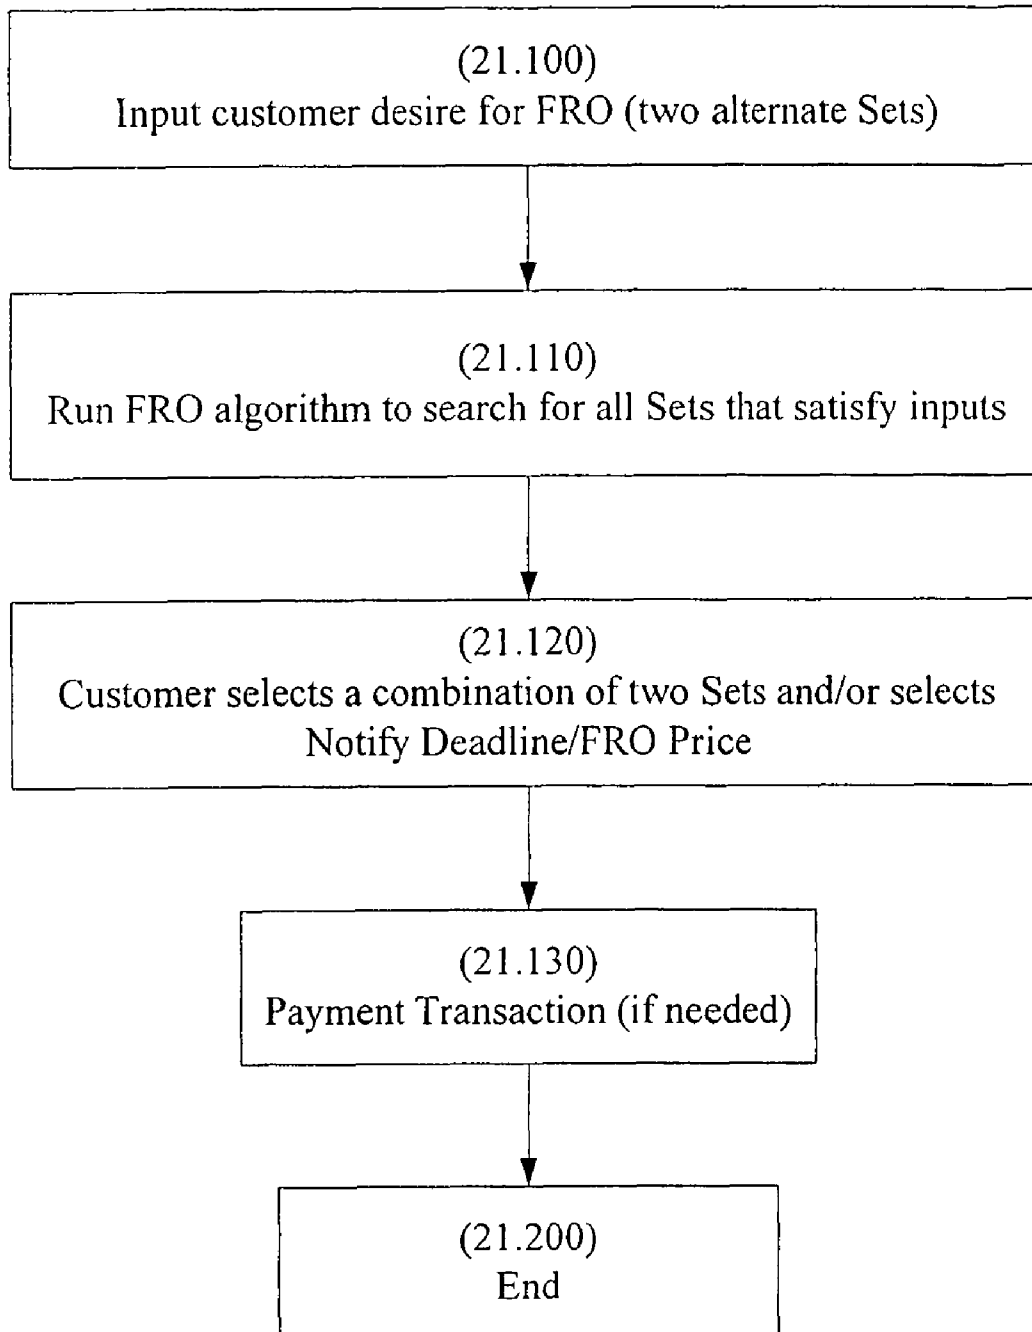 (21.100)
Input customer desire for FRO (two alternate Sets)
(21.110)
Run FRO algorithm to search for all Sets that satisfy inputs
(21.120)
Customer selects a combination of two Sets and/or selects
Notify Deadline/FRO Price
(21.130)
Payment Transaction (if needed)
(21.200)
End